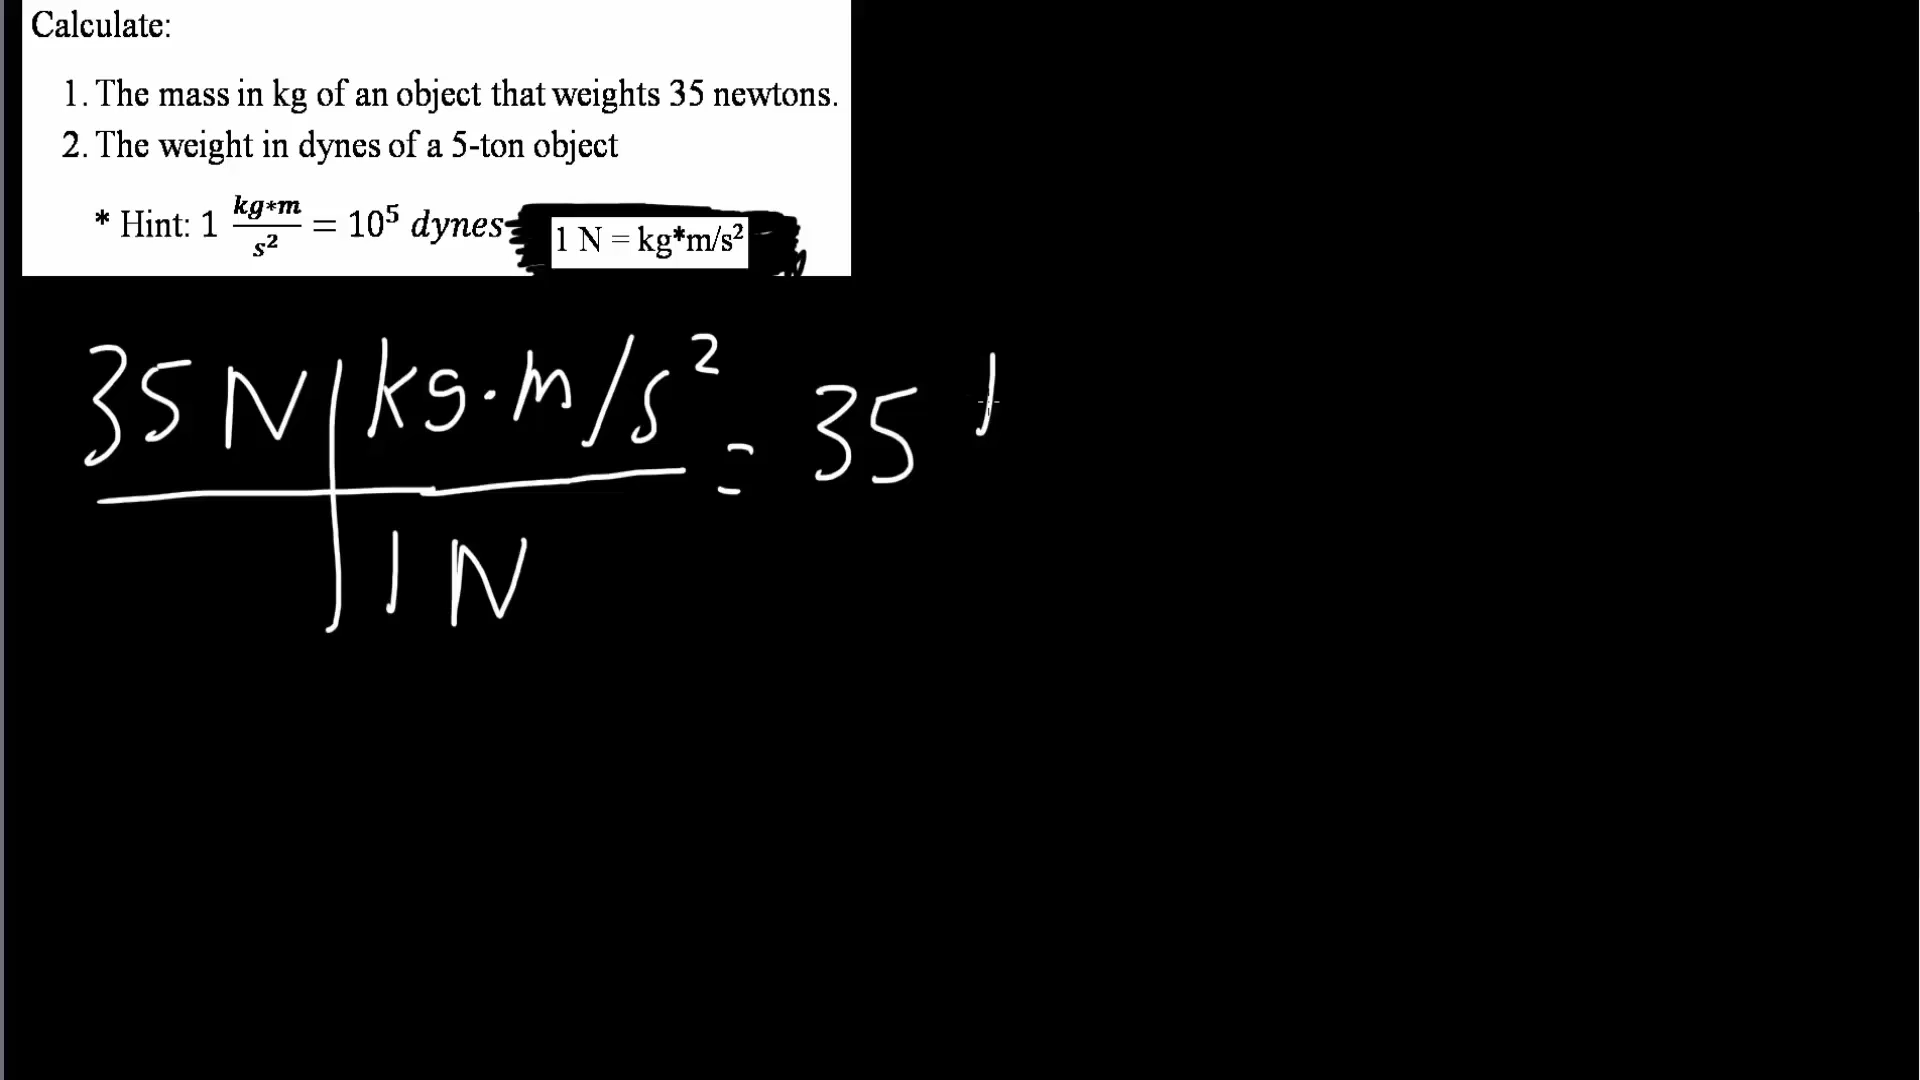 Calculate:
1. The mass in kg of an object that weights 35 newtons.
2. The weight in dynes of a 5-ton object
* Hint: 1 kg*m/s² = 10⁵ dynes
1 N = kg*m/s²
35 N | kg·m/s² = 35
1 N